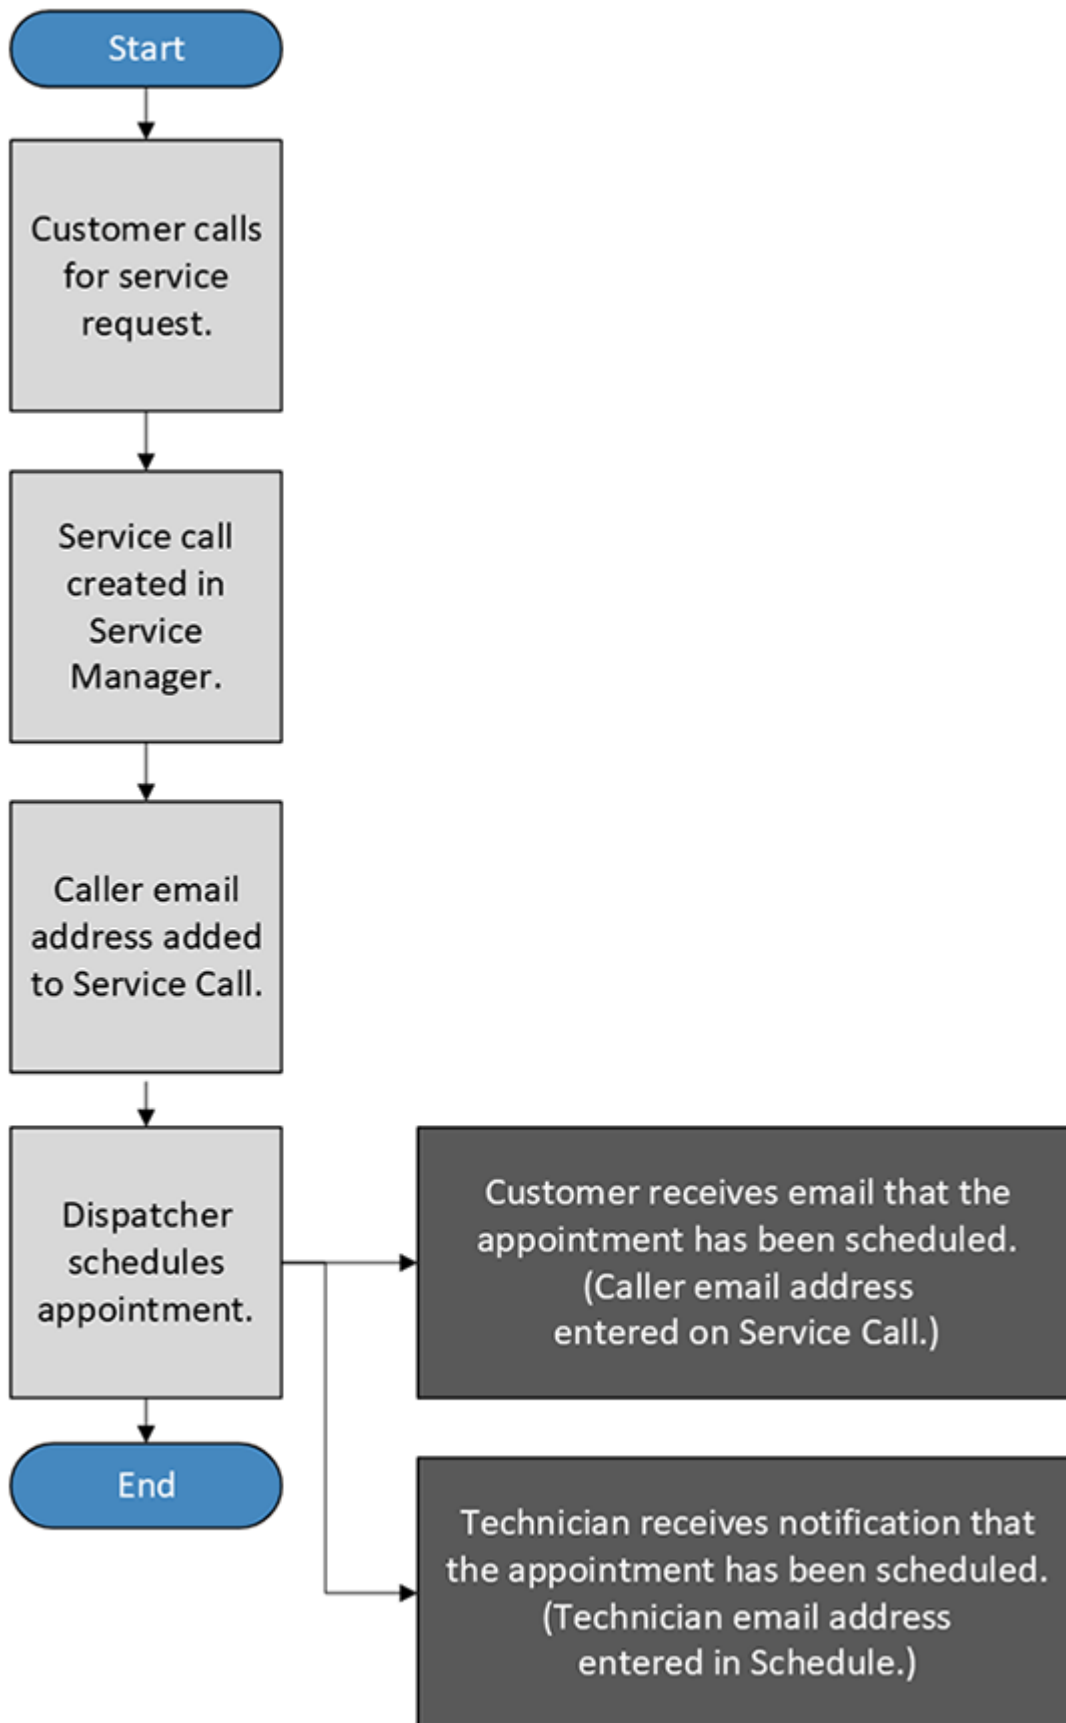 Start
Customer calls
for service
request.
Service call
created in
Service
Manager.
Caller email
address added
to Service Call.
Dispatcher
schedules
appointment.
Customer receives email that the
appointment has been scheduled.
(Caller email address
entered on Service Call.)
End
Technician receives notification that
the appointment has been scheduled.
(Technician email address
entered in Schedule.)